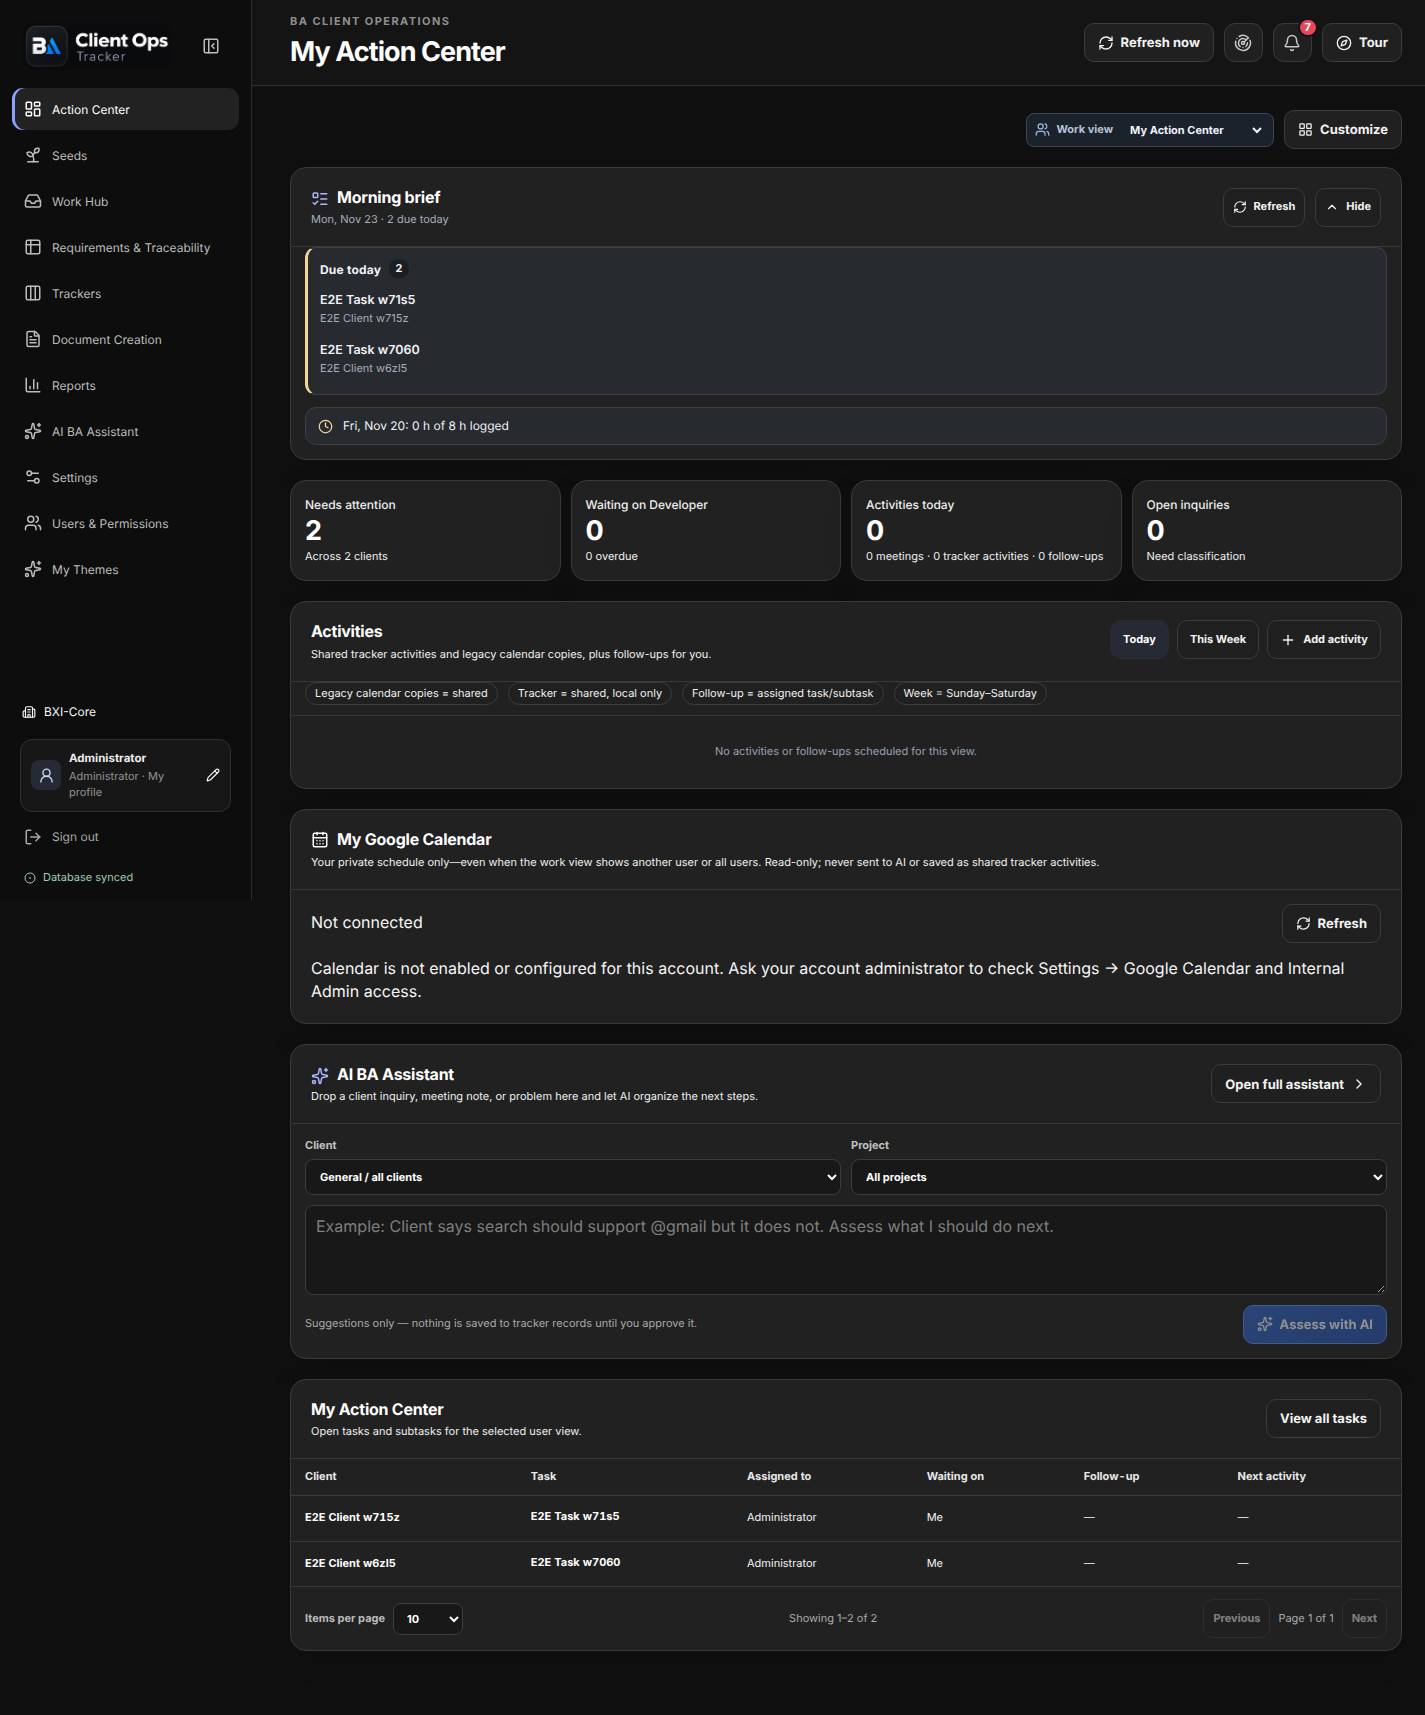 BA
Client Ops
Tracker
Action Center
Seeds
Work Hub
Requirements & Traceability
Trackers
Document Creation
Reports
AI BA Assistant
Settings
Users & Permissions
My Themes
BXI-Core
Administrator
Administrator · My
profile
Sign out
Database synced
BA CLIENT OPERATIONS
My Action Center
Refresh now
7
Tour
Work view My Action Center
Customize
Morning brief
Mon, Nov 23 · 2 due today
Refresh
Hide
Due today 2
E2E Task w71s5
E2E Client w715z
E2E Task w7060
E2E Client w6zl5
Fri, Nov 20: 0 h of 8 h logged
Needs attention
2
Across 2 clients
Waiting on Developer
0
0 overdue
Activities today
0
0 meetings · 0 tracker activities · 0 follow-ups
Open inquiries
0
Need classification
Activities
Shared tracker activities and legacy calendar copies, plus follow-ups for you.
Today
This Week
Add activity
Legacy calendar copies = shared
Tracker = shared, local only
Follow-up = assigned task/subtask
Week = Sunday–Saturday
No activities or follow-ups scheduled for this view.
My Google Calendar
Your private schedule only—even when the work view shows another user or all users. Read-only; never sent to AI or saved as shared tracker activities.
Not connected
Refresh
Calendar is not enabled or configured for this account. Ask your account administrator to check Settings → Google Calendar and Internal
Admin access.
AI BA Assistant
Drop a client inquiry, meeting note, or problem here and let AI organize the next steps.
Open full assistant
Client
General / all clients
Project
All projects
Example: Client says search should support @gmail but it does not. Assess what I should do next.
Suggestions only — nothing is saved to tracker records until you approve it.
Assess with AI
My Action Center
Open tasks and subtasks for the selected user view.
View all tasks
Client Task Assigned to Waiting on Follow-up Next activity
E2E Client w715z E2E Task w71s5 Administrator Me — —
E2E Client w6zl5 E2E Task w7060 Administrator Me — —
Items per page 10
Showing 1–2 of 2
Previous Page 1 of 1 Next